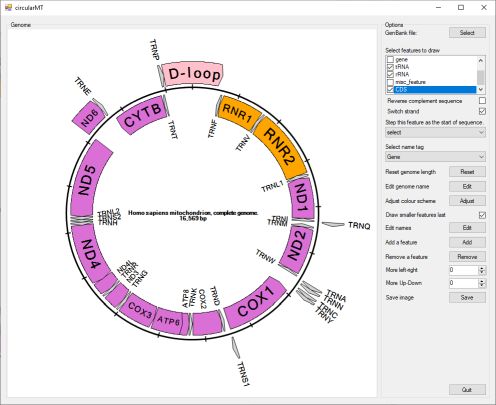 circularMT
Genome
TRNP
D-loop
TRNE
ND6
CYTB
TRNT
TRNF
RNR1
TRNV
RNR2
ND5
TRNL1
ND1
TRNL2
TRNS2
TRNH
Homo sapiens mitochondrion, complete genome.
16,569 bp
TRNI
TRNM
TRNQ
ND4
ND2
TRNW
ND4L
TRNR
ND3
TRNG
COX3
ATP6
ATP8
TRNK
COX2
TRND
COX1
TRNA
TRNN
TRNC
TRNY
TRNS1
Options
GenBank file:
Select
Select features to draw
gene
tRNA
rRNA
misc_feature
CDS
Reverse complement sequence
Switch strand
Step this feature as the start of sequence
select
Select name tag
Gene
Reset genome length
Reset
Edit genome name
Edit
Adjust colour scheme
Adjust
Draw smaller features last
Edit names
Edit
Add a feature
Add
Remove a feature
Remove
More left-right
0
More Up-Down
0
Save image
Save
Quit